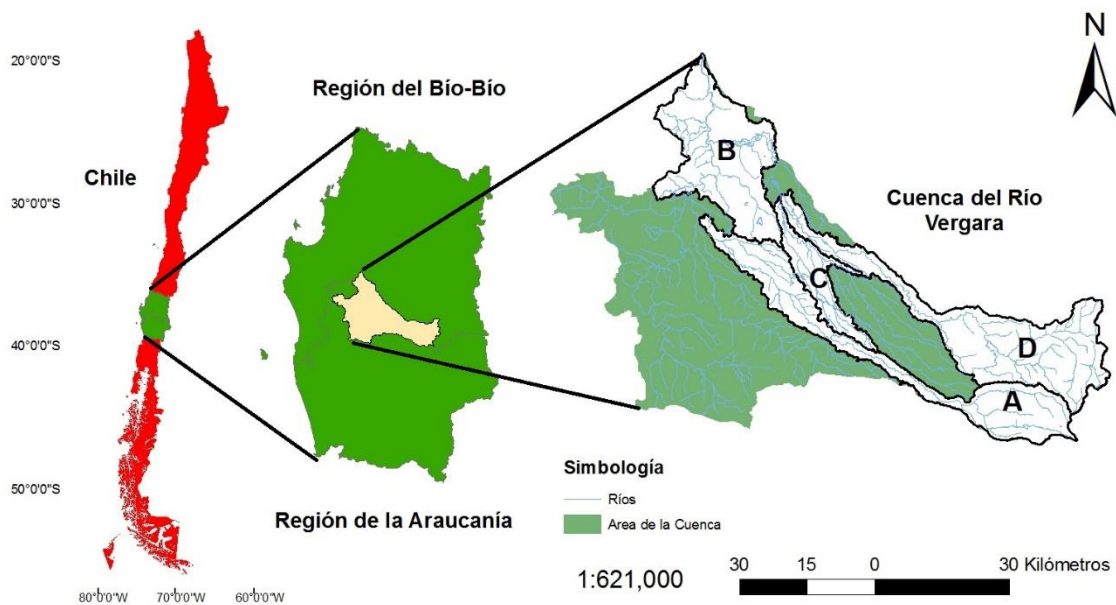 20°0'0"S
30°0'0"S
40°0'0"S
50°0'0"S
80°0'0"W
70°0'0"W
60°0'0"W
Chile
Región del Bío-Bío
Región de la Araucanía
N
Cuenca del Río
Vergara
B
C
D
A
Simbología
Ríos
Area de la Cuenca
1:621,000
30 15 0 30 Kilómetros